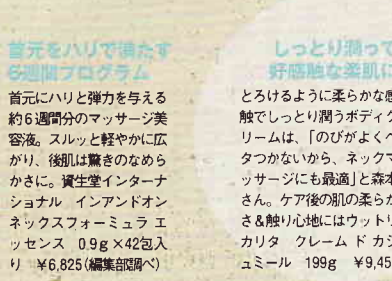 首元をハリで満たす
6週間プログラム
首元にハリと弾力を与える
約6週間分のマッサージ美
容液。スルッと軽やかに広
がり、後肌は驚きのなめら
かさに。資生堂インターナ
ショナル インアンドオン
ネックスフォーミュラ エ
ッセンス 0.9g×42包入
り ¥6,825(編集部調べ)
しっとり潤って
好感触な柔肌に
とろけるように柔らかな感
触でしっとり潤うボディク
リームは、「のびがよくベ
タつかないから、ネックマ
ッサージにも最適」と森本
さん。ケア後の肌の柔らか
さ&触り心地にはウットリ
カリタ クレーム ド カシ
ュミール 199g ¥9,45